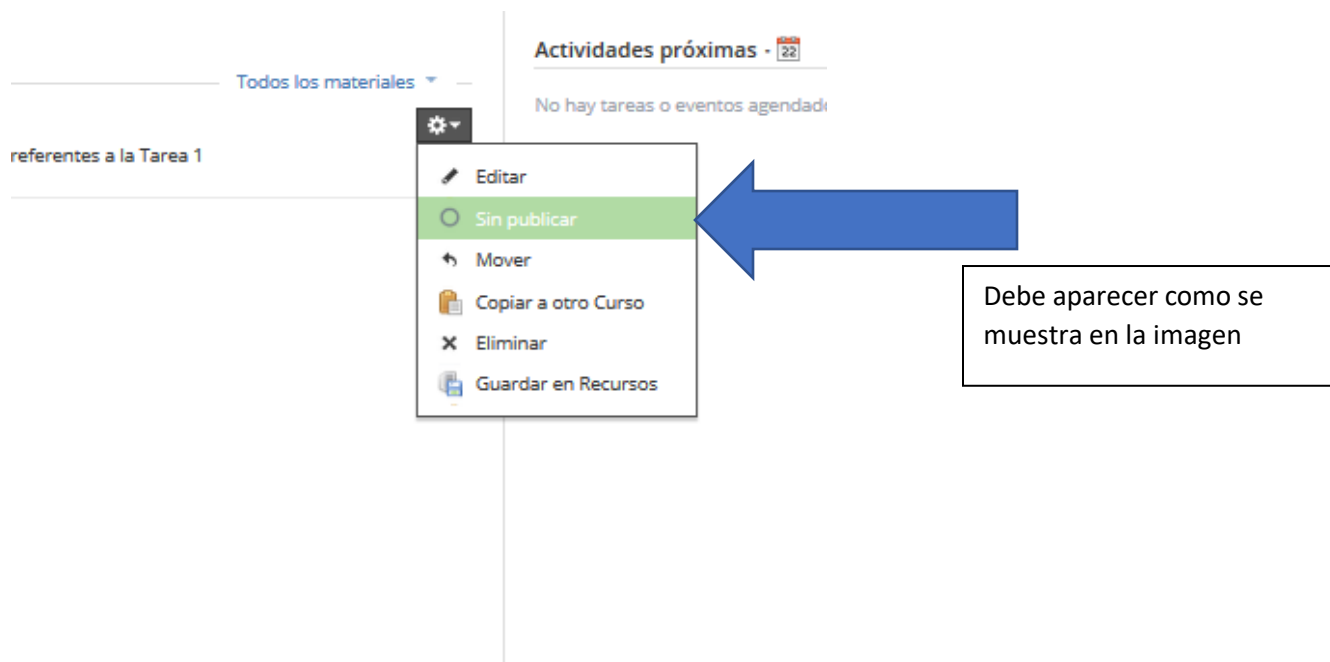 Actividades próximas - 22
Todos los materiales
No hay tareas o eventos
referentes a la Tarea 1
Editar
Sin publicar
Mover
Copiar a otro Curso
Eliminar
Guardar en Recursos
Debe aparecer como se
muestra en la imagen